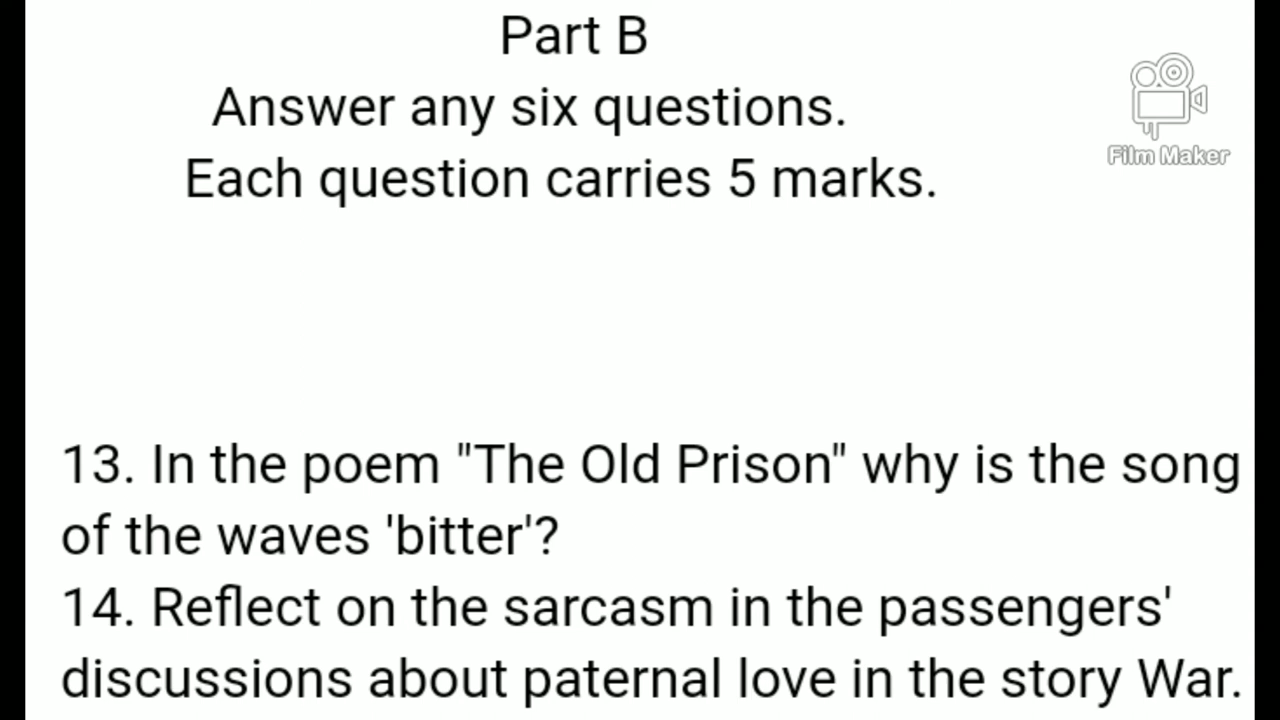 Part B
Answer any six questions.
Each question carries 5 marks.
Film Maker
13. In the poem "The Old Prison" why is the song
of the waves 'bitter'?
14. Reflect on the sarcasm in the passengers'
discussions about paternal love in the story War.